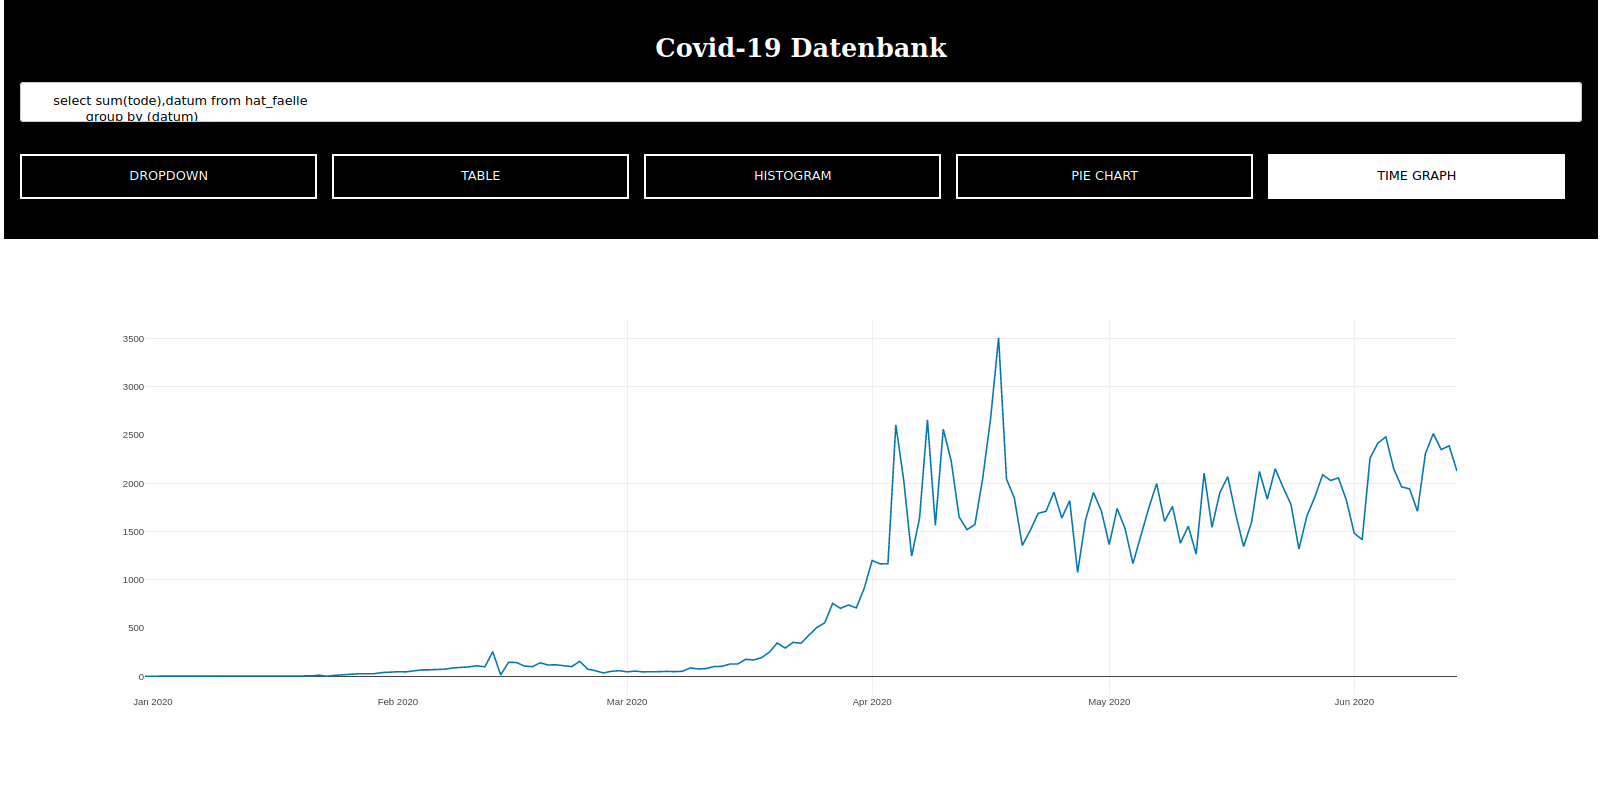 Covid-19 Datenbank
select sum(tode),datum from hat_faelle
group by (datum)
DROPDOWN
TABLE
HISTOGRAM
PIE CHART
TIME GRAPH
3500
3000
2500
2000
1500
1000
500
0
Jan 2020
Feb 2020
Mar 2020
Apr 2020
May 2020
Jun 2020